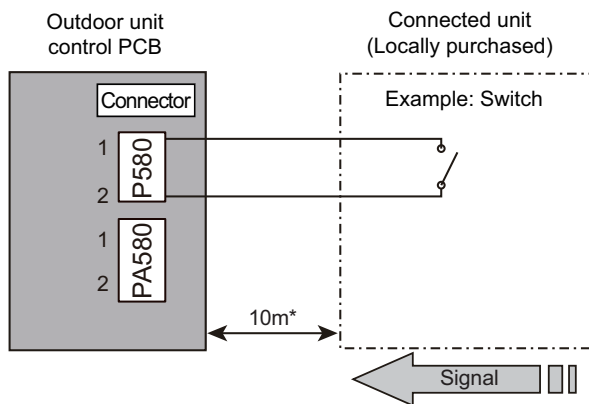 Outdoor unit
control PCB
Connected unit
(Locally purchased)
Connector
Example: Switch
1
P580
2
1
PA580
2
10m*
Signal